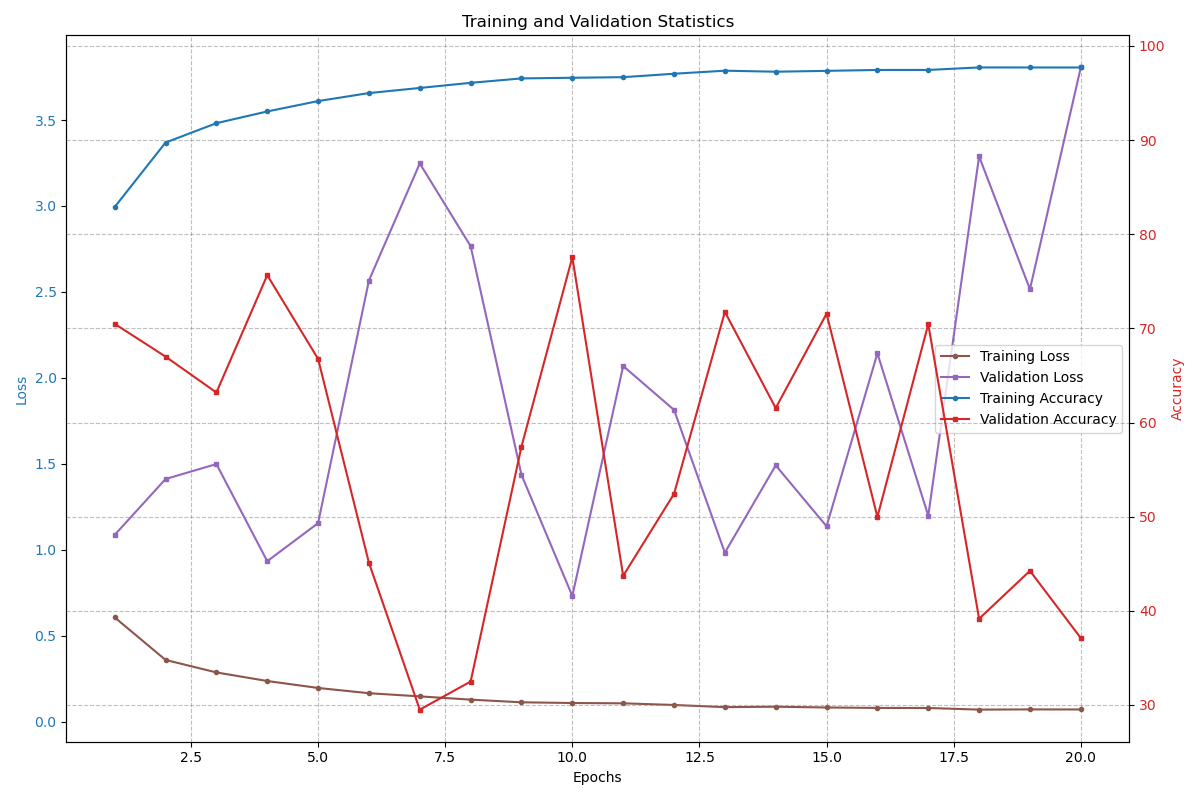 Training and Validation Statistics
Loss
3.5
3.0
2.5
2.0
1.5
1.0
0.5
0.0
100
90
80
70
60
50
40
30
Accuracy
Training Loss
Validation Loss
Training Accuracy
Validation Accuracy
2.5 5.0 7.5 10.0 12.5 15.0 17.5 20.0
Epochs